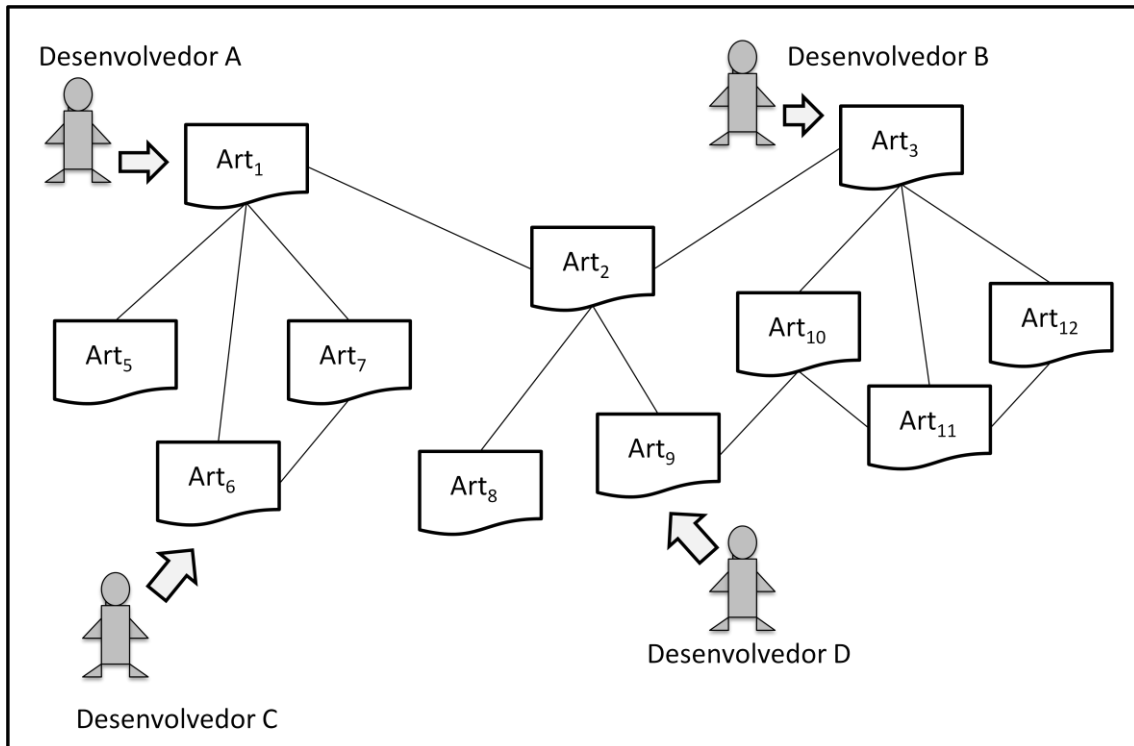 Desenvolvedor A
Desenvolvedor B
Art₁
Art₃
Art₂
Art₅
Art₇
Art₁₀
Art₁₂
Art₆
Art₈
Art₉
Art₁₁
Desenvolvedor D
Desenvolvedor C